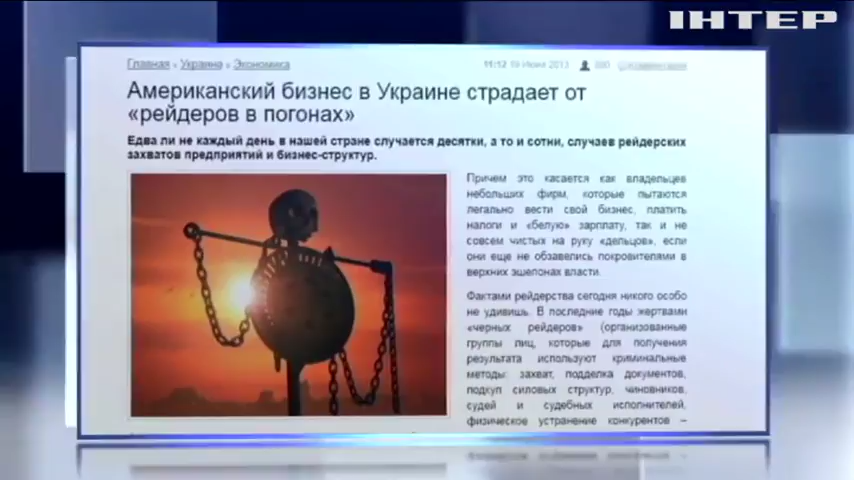 ІНТЕР
Главная » Украина » Экономика
11:12 19 Июня 2013
Американский бизнес в Украине страдает от
«рейдеров в погонах»
Едва ли не каждый день в нашей стране случается десятки, а то и сотни, случаев рейдерских
захватов предприятий и бизнес-структур.
Причем это касается как владельцев
небольших фирм, которые пытаются
легально вести свой бизнес, платить
налоги и «белую» зарплату, так и не
совсем чистых на руку «дельцов», если
они еще не обзавелись покровителями в
верхних эшелонах власти.
Фактами рейдерства сегодня никого особо
не удивишь. В последние годы жертвами
«черных рейдеров» (организованные
группы лиц, которые для получения
результата используют криминальные
методы: захват, подделка документов,
подкуп силовых структур, чиновников,
судей и судебных исполнителей,
физическое устранение конкурентов –